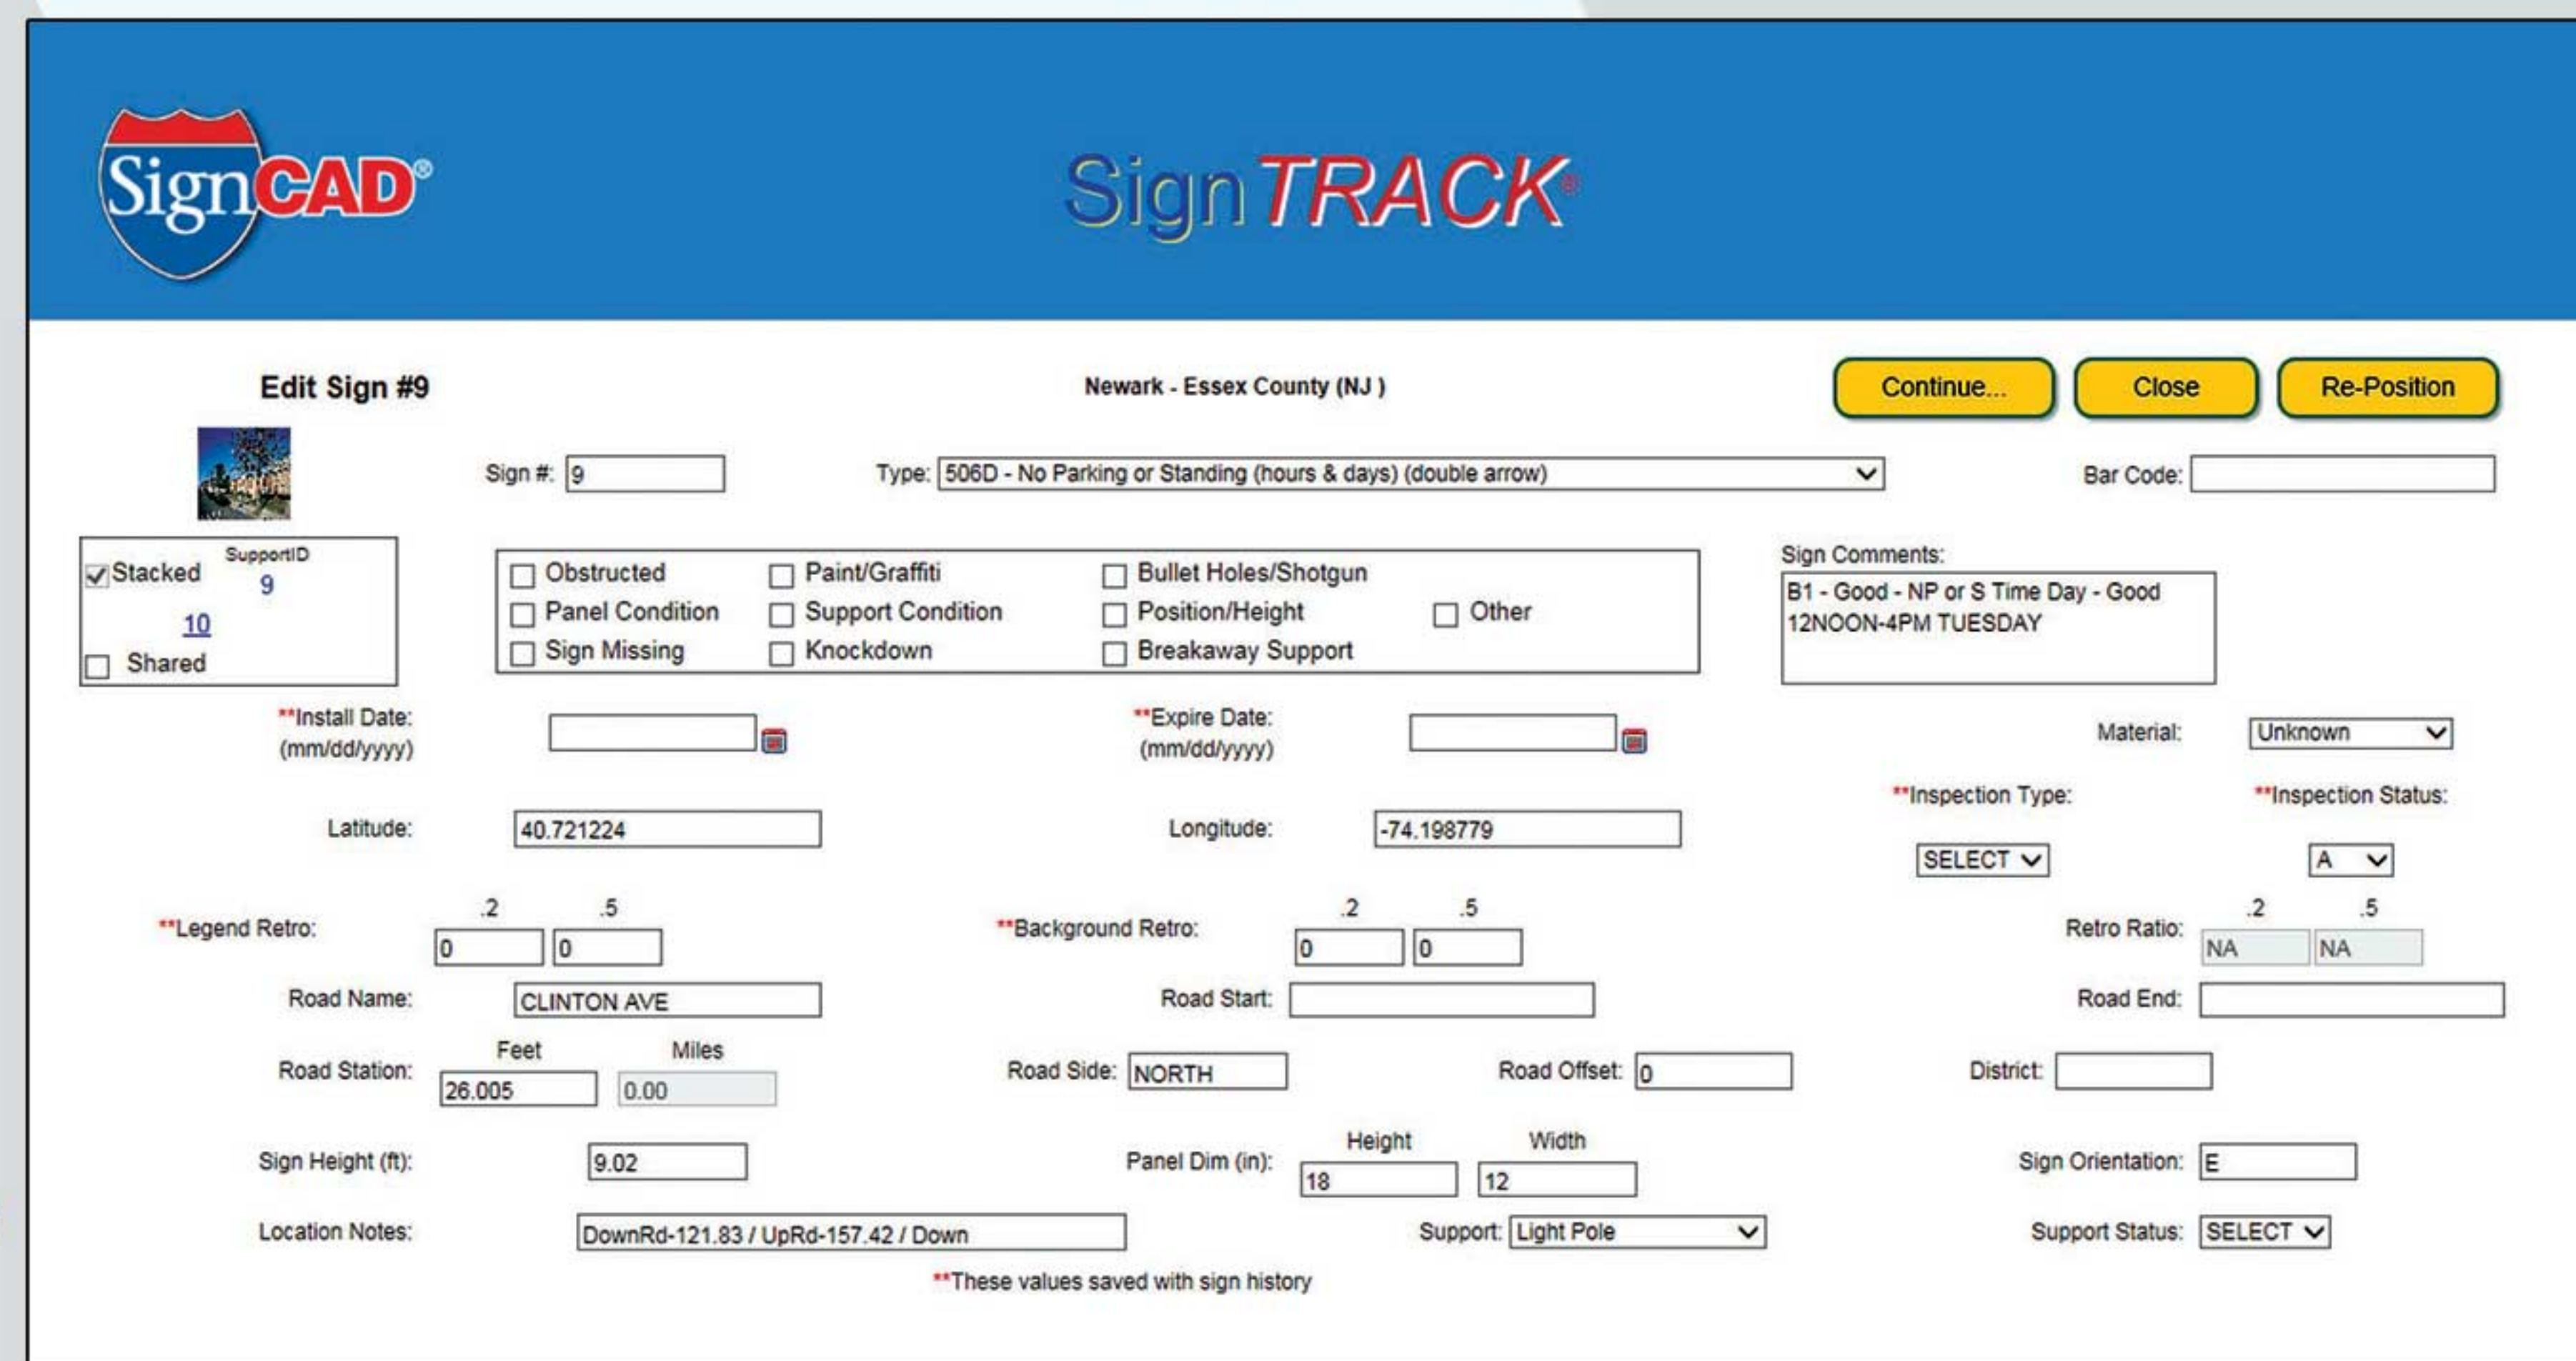 SignCAD®
SignTRACK®
Edit Sign #9
Newark - Essex County (NJ )
Continue...
Close
Re-Position
Sign #: 9
Type: 506D - No Parking or Standing (hours & days) (double arrow)
Bar Code:
Stacked
SupportID
9
10
Shared
Obstructed Paint/Graffiti Bullet Holes/Shotgun
Panel Condition Support Condition Position/Height Other
Sign Missing Knockdown Breakaway Support
Sign Comments:
B1 - Good - NP or S Time Day - Good
12NOON-4PM TUESDAY
**Install Date:
(mm/dd/yyyy)
**Expire Date:
(mm/dd/yyyy)
Material: Unknown
Latitude: 40.721224
Longitude: -74.198779
**Inspection Type:
SELECT
**Inspection Status:
A
.2 .5
**Legend Retro: 0 0
.2 .5
**Background Retro: 0 0
.2 .5
Retro Ratio: NA NA
Road Name: CLINTON AVE
Road Start:
Road End:
Feet Miles
Road Station: 26.005 0.00
Road Side: NORTH
Road Offset: 0
District:
Sign Height (ft): 9.02
Height Width
Panel Dim (in): 18 12
Sign Orientation: E
Location Notes: DownRd-121.83 / UpRd-157.42 / Down
Support: Light Pole
Support Status: SELECT
**These values saved with sign history